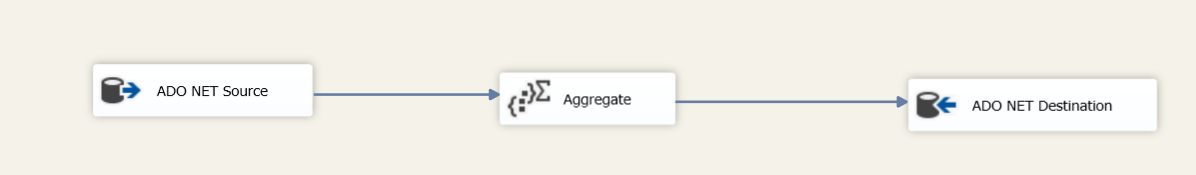 ADO NET Source
Aggregate
ADO NET Destination